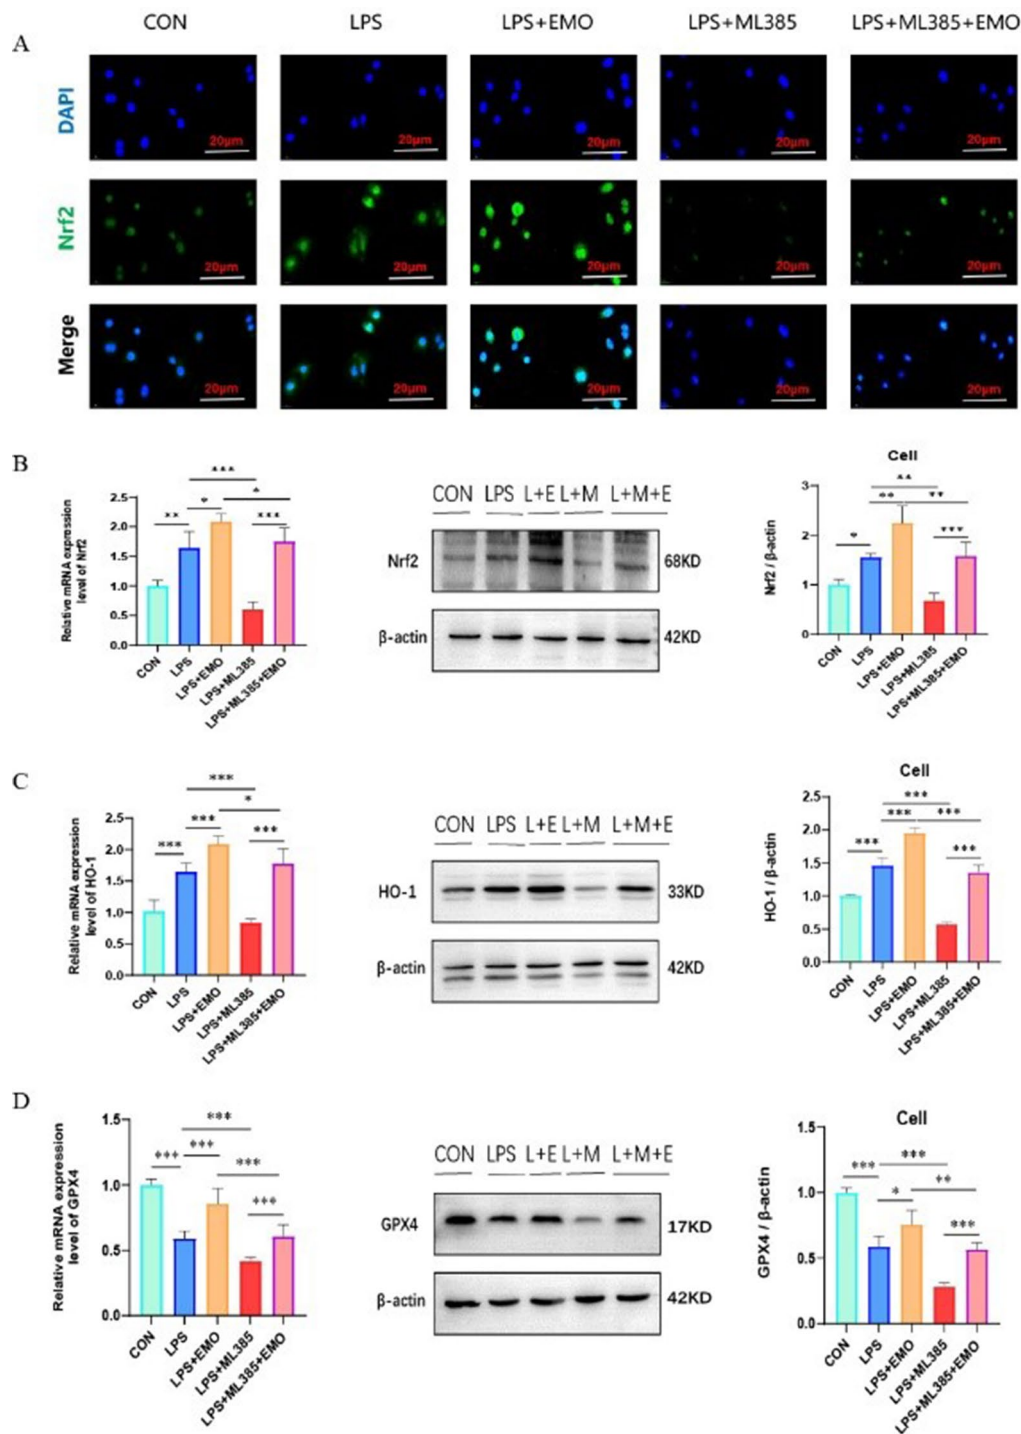 CON LPS LPS+EMO LPS+ML385 LPS+ML385+EMO
A
DAPI
20μm 20μm 20μm 20μm 20μm
Nrf2
20μm 20μm 20μm 20μm 20μm
Merge
20μm 20μm 20μm 20μm 20μm
B
Relative mRNA expression
level of Nrf2
2.5
2.0
1.5
1.0
0.5
0.0
*** * * ** ***
CON LPS LPS+EMO LPS+ML385 LPS+ML385+EMO
CON LPS L+E L+M L+M+E
Nrf2 68KD
β-actin 42KD
Cell
Nrf2 / β-actin
3
2
1
0
** ** ** * ***
CON LPS LPS+EMO LPS+ML385 LPS+ML385+EMO
C
Relative mRNA expression
level of HO-1
2.5
2.0
1.5
1.0
0.5
0.0
*** * *** *** ***
CON LPS LPS+EMO LPS+ML385 LPS+ML385+EMO
CON LPS L+E L+M L+M+E
HO-1 33KD
β-actin 42KD
Cell
HO-1 / β-actin
2.5
2.0
1.5
1.0
0.5
0.0
*** *** *** *** ***
CON LPS LPS+EMO LPS+ML385 LPS+ML385+EMO
D
Relative mRNA expression
level of GPX4
1.5
1.0
0.5
0.0
*** *** *** *** ***
CON LPS LPS+EMO LPS+ML385 LPS+ML385+EMO
CON LPS L+E L+M L+M+E
GPX4 17KD
β-actin 42KD
Cell
GPX4 / β-actin
1.5
1.0
0.5
0.0
*** *** ** * ***
CON LPS LPS+EMO LPS+ML385 LPS+ML385+EMO